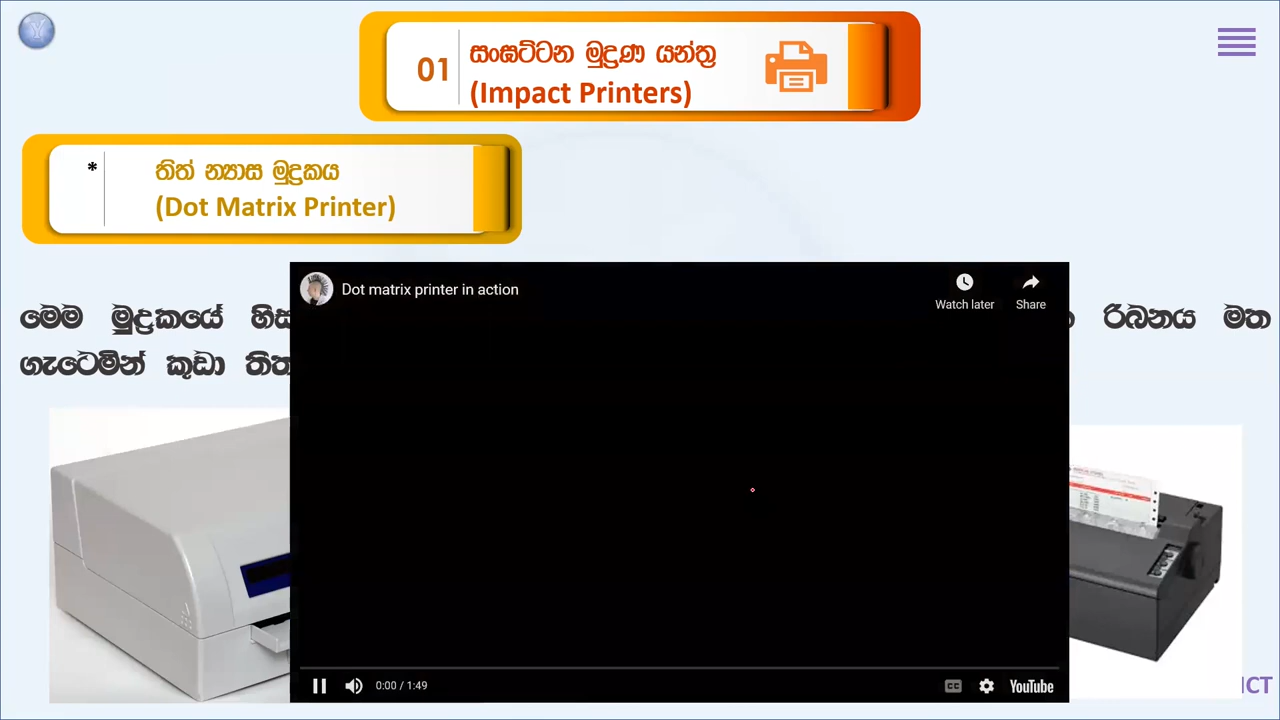 Y
01
සංඝට්ටන මුද්‍රණ යන්ත්‍ර
(Impact Printers)
*
තිත් න්‍යාස මුද්‍රකය
(Dot Matrix Printer)
Dot matrix printer in action
Watch later
Share
මෙම මුද්‍රකයේ හිස රිබනය මත
ගැටෙමින් කුඩා තිත
0:00 / 1:49
CC
YouTube
ICT